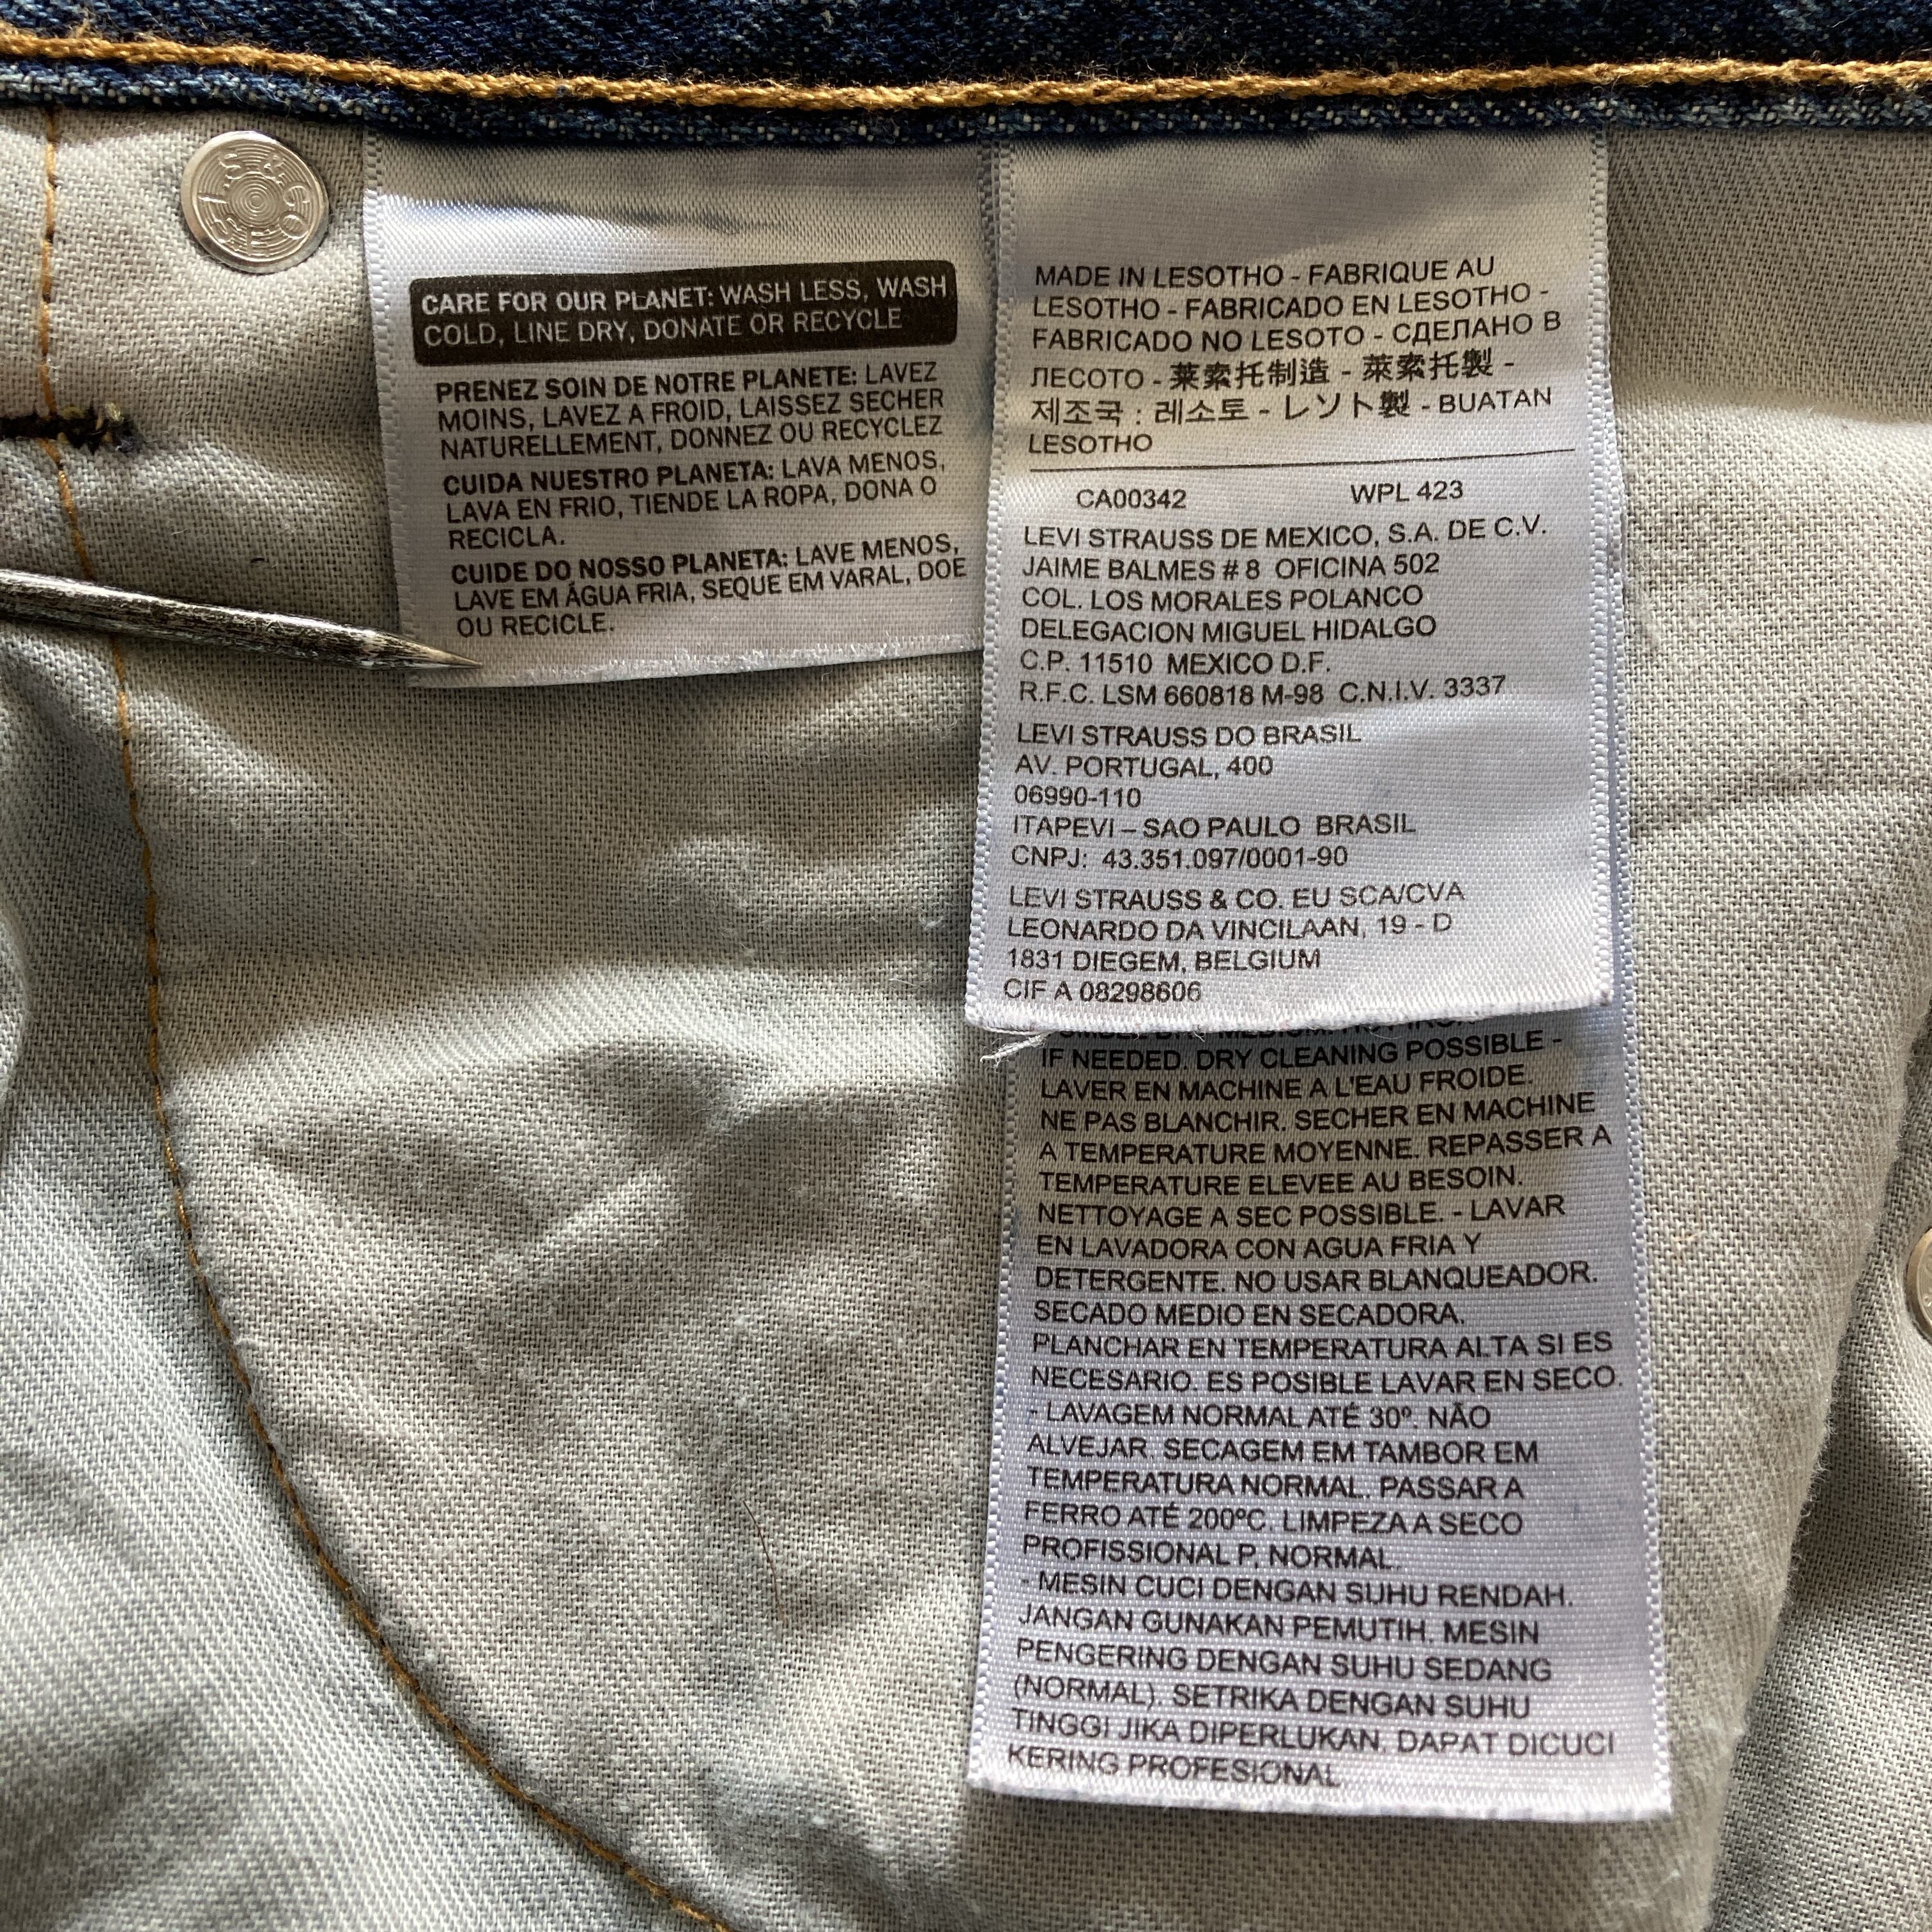 CARE FOR OUR PLANET: WASH LESS, WASH
COLD, LINE DRY, DONATE OR RECYCLE
PRENEZ SOIN DE NOTRE PLANETE: LAVEZ
MOINS, LAVEZ A FROID, LAISSEZ SECHER
NATURELLEMENT, DONNEZ OU RECYCLEZ
CUIDA NUESTRO PLANETA: LAVA MENOS,
LAVA EN FRIO, TIENDE LA ROPA, DONA O
RECICLA.
CUIDE DO NOSSO PLANETA: LAVE MENOS,
LAVE EM ÁGUA FRIA, SEQUE EM VARAL, DOE
OU RECICLE.
MADE IN LESOTHO - FABRIQUE AU
LESOTHO - FABRICADO EN LESOTHO -
FABRICADO NO LESOTO - СДЕЛАНО В
ЛЕСОТО - 莱索托制造 - 萊索托製 -
제조국 : 레소토 - レソト製 - BUATAN
LESOTHO
CA00342 WPL 423
LEVI STRAUSS DE MEXICO, S.A. DE C.V.
JAIME BALMES # 8 OFICINA 502
COL. LOS MORALES POLANCO
DELEGACION MIGUEL HIDALGO
C.P. 11510 MEXICO D.F.
R.F.C. LSM 660818 M-98 C.N.I.V. 3337
LEVI STRAUSS DO BRASIL
AV. PORTUGAL, 400
06990-110
ITAPEVI – SAO PAULO BRASIL
CNPJ: 43.351.097/0001-90
LEVI STRAUSS & CO. EU SCA/CVA
LEONARDO DA VINCILAAN, 19 - D
1831 DIEGEM, BELGIUM
CIF A 08298606
IF NEEDED. DRY CLEANING POSSIBLE -
LAVER EN MACHINE A L'EAU FROIDE.
NE PAS BLANCHIR. SECHER EN MACHINE
A TEMPERATURE MOYENNE. REPASSER A
TEMPERATURE ELEVEE AU BESOIN.
NETTOYAGE A SEC POSSIBLE. - LAVAR
EN LAVADORA CON AGUA FRIA Y
DETERGENTE. NO USAR BLANQUEADOR.
SECADO MEDIO EN SECADORA.
PLANCHAR EN TEMPERATURA ALTA SI ES
NECESARIO. ES POSIBLE LAVAR EN SECO.
- LAVAGEM NORMAL ATÉ 30º. NÃO
ALVEJAR. SECAGEM EM TAMBOR EM
TEMPERATURA NORMAL. PASSAR A
FERRO ATÉ 200ºC. LIMPEZA A SECO
PROFISSIONAL P, NORMAL.
- MESIN CUCI DENGAN SUHU RENDAH.
JANGAN GUNAKAN PEMUTIH. MESIN
PENGERING DENGAN SUHU SEDANG
(NORMAL). SETRIKA DENGAN SUHU
TINGGI JIKA DIPERLUKAN. DAPAT DICUCI
KERING PROFESIONAL